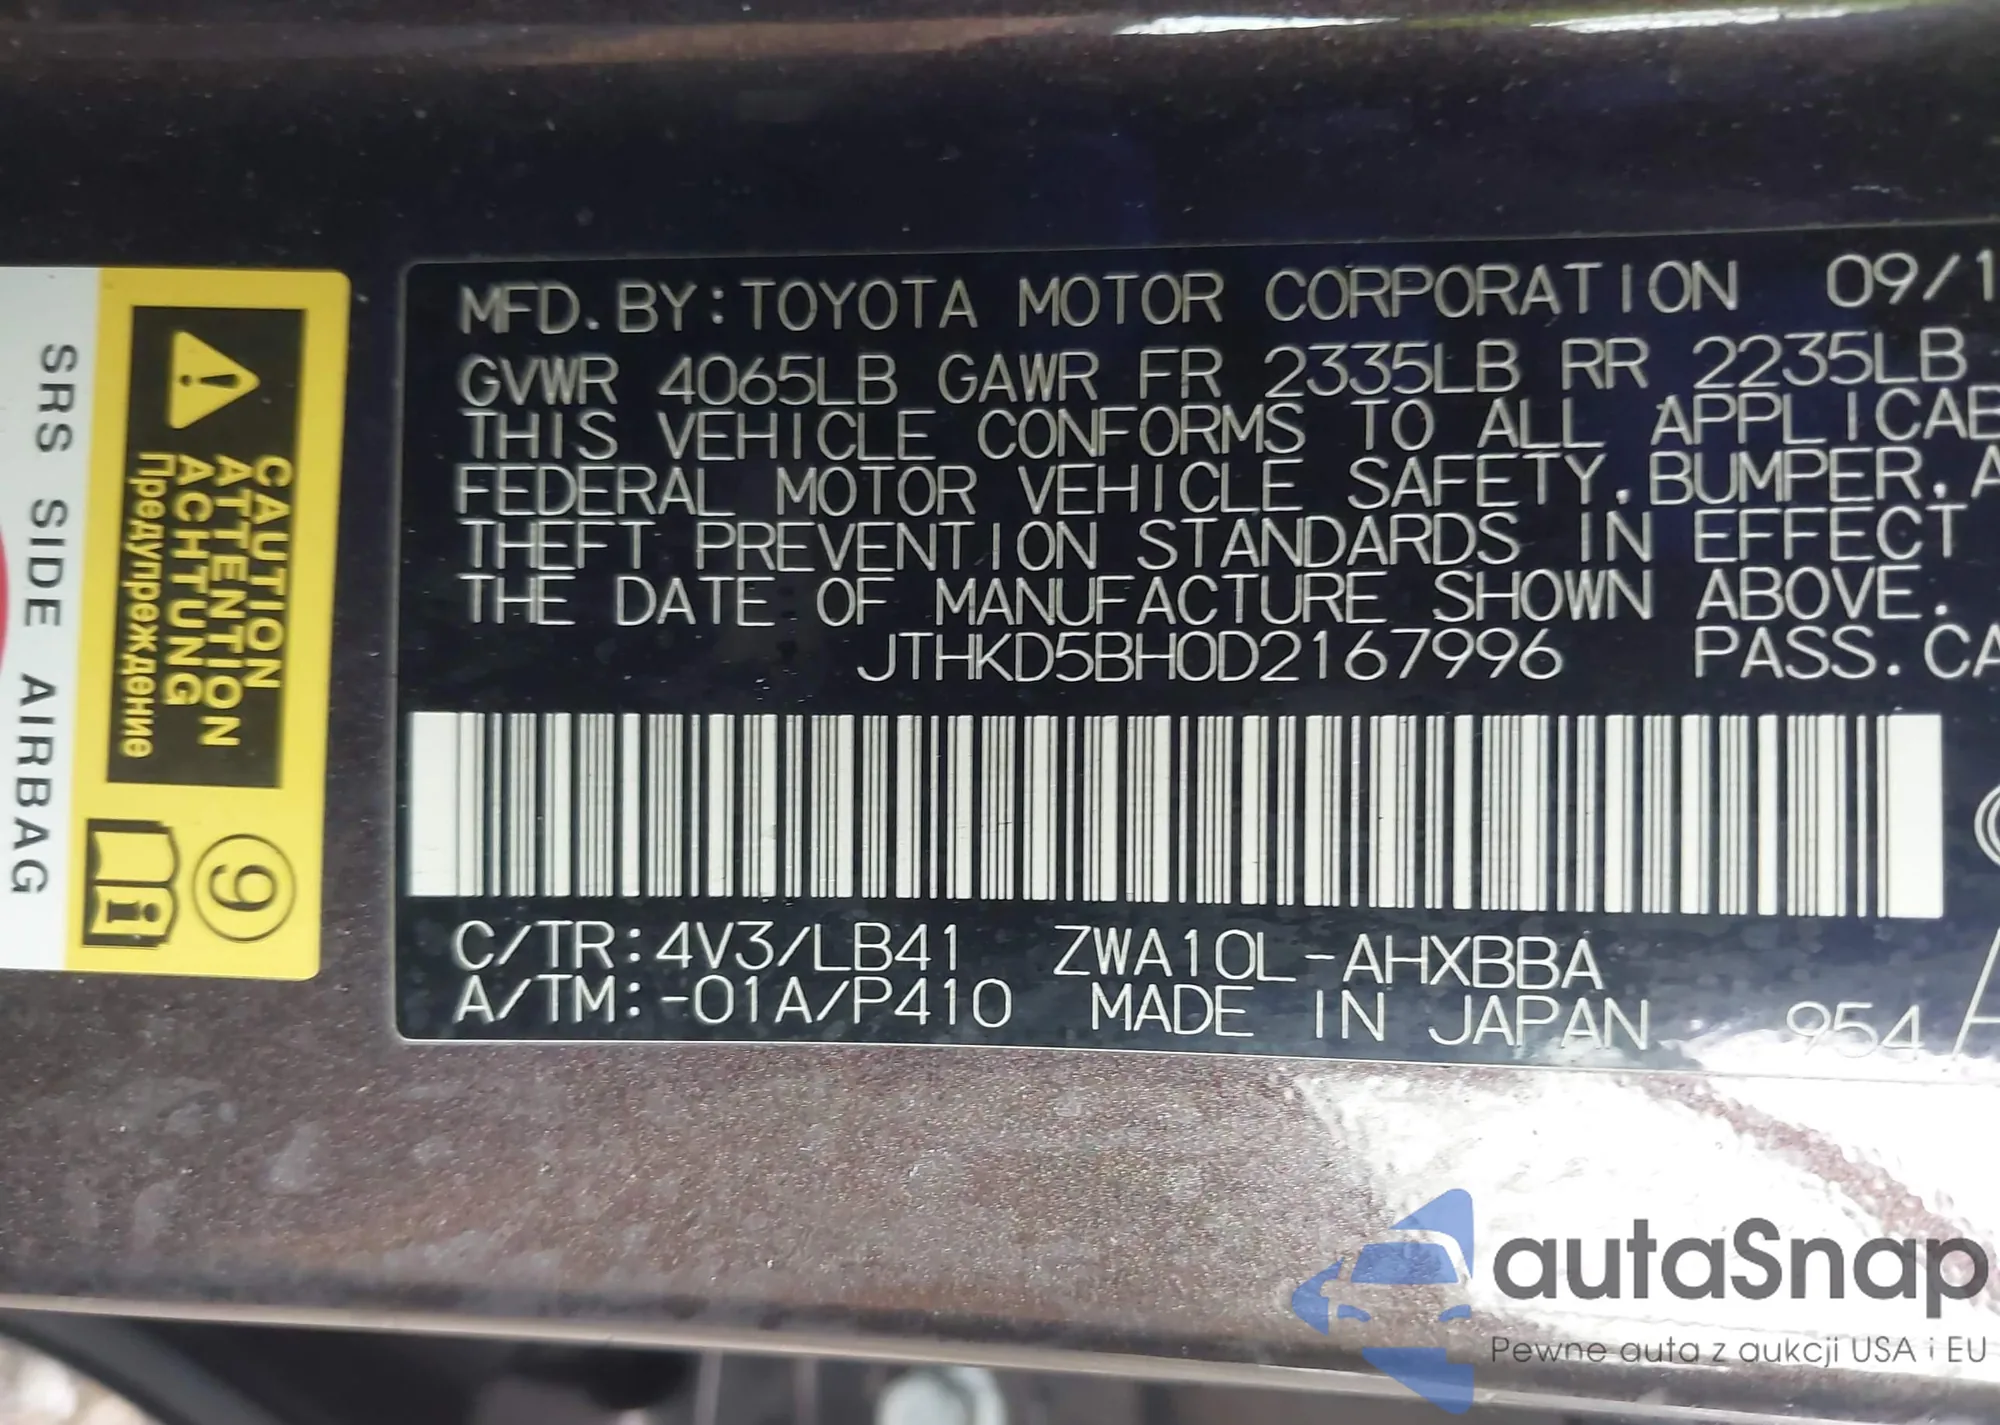 MFD.BY:TOYOTA MOTOR CORPORATION 09/1
GVWR 4065LB GAWR FR 2335LB RR 2235LB
THIS VEHICLE CONFORMS TO ALL APPLICAB
FEDERAL MOTOR VEHICLE SAFETY.BUMPER.A
THEFT PREVENTION STANDARDS IN EFFECT
THE DATE OF MANUFACTURE SHOWN ABOVE.
JTHKD5BH0D2167996 PASS.CA
C/TR:4V3/LB41 ZWA10L-AHXBBA
A/TM:-01A/P410 MADE IN JAPAN 954
SRS SIDE AIRBAG
CAUTION
ATTENTION
ACHTUNG
Предупреждение
9
autaSnap
Pewne auta z aukcji USA i EU